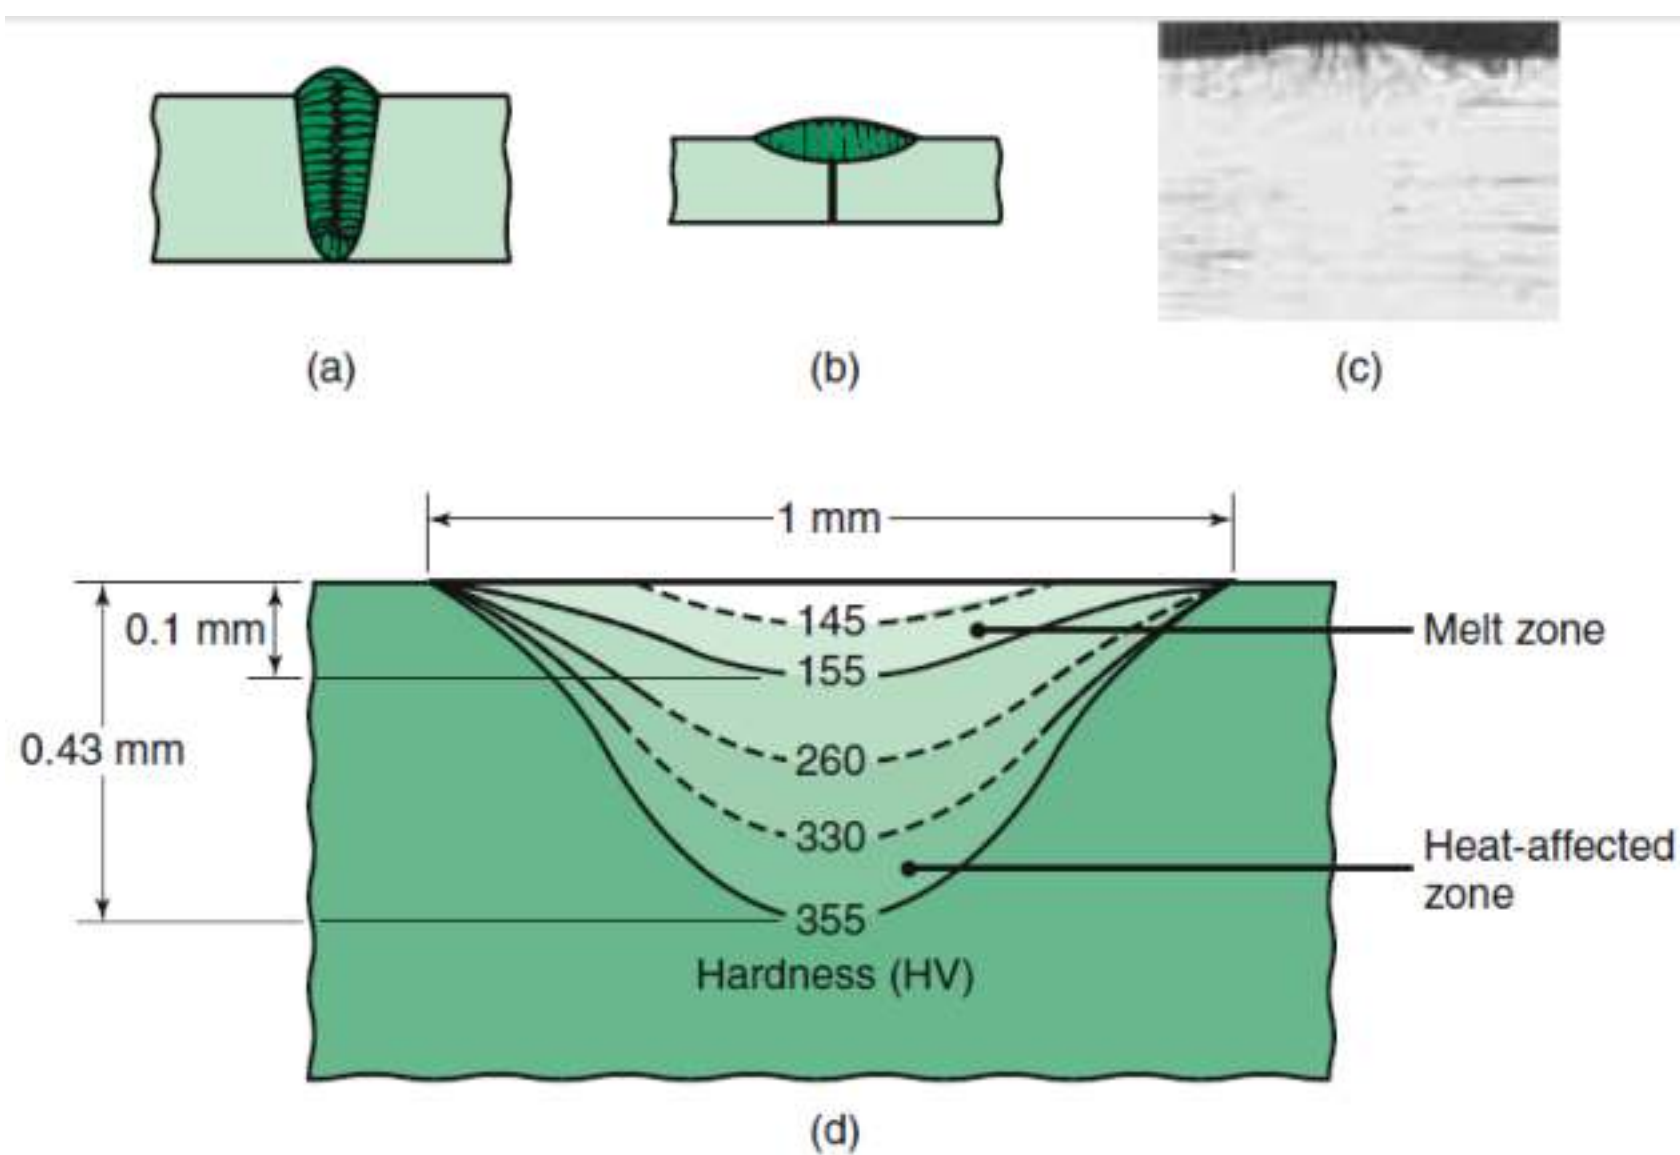 (a)
(b)
(c)
1 mm
0.1 mm
145
Melt zone
155
0.43 mm
260
330
Heat-affected
zone
355
Hardness (HV)
(d)